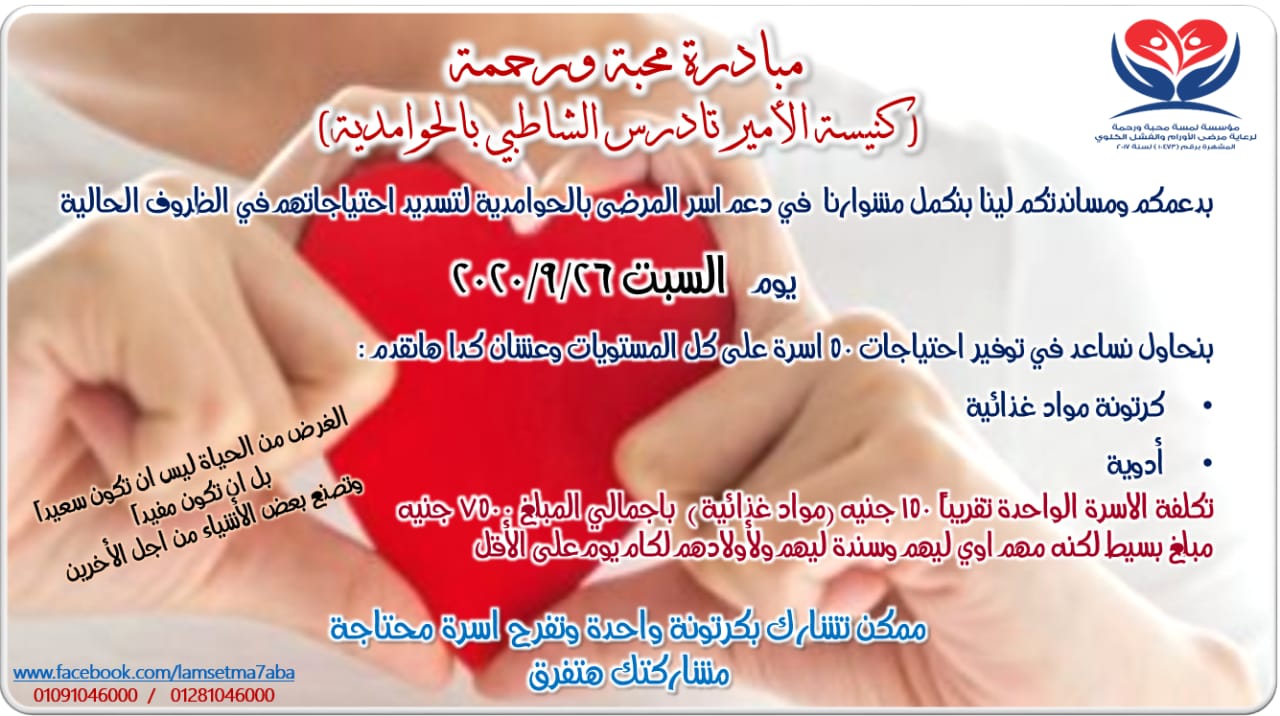 مؤسسة لمسة محبة ورحمة
لرعاية مرضى الأورام والفشل الكلوي
المشهرة برقم (١٠٤٧٣) لسنة ٢٠١٧
مبادرة محبة ورحمة
(كنيسة الأمير تادرس الشاطبي بالحوامدية)
بدعمكم ومساندتكم لينا بنكمل مشوارنا في دعم اسر المرضى بالحوامدية لتسديد احتياجاتهم في الظروف الحالية
يوم السبت ٢٠٢٠/٩/٢٦
بنحاول نساعد في توفير احتياجات ٥٠ اسرة على كل المستويات وعشان كدا هانقدم :
• كرتونة مواد غذائية
• أدوية
تكلفة الاسرة الواحدة تقريباً ١٥٠ جنيه (مواد غذائية) باجمالي المبلغ ٧٥٠٠ جنيه
مبلغ بسيط لكنه مهم اوي ليهم وسندة ليهم ولأولادهم لكام يوم على الأقل
الغرض من الحياة ليس ان تكون سعيداً
بل ان تكون مفيداً
وتصنع بعض الأشياء من اجل الأخرين
ممكن تشارك بكرتونة واحدة وتفرح اسرة محتاجة
مشاركتك هتفرق
www.facebook.com/lamsetma7aba
01091046000 / 01281046000